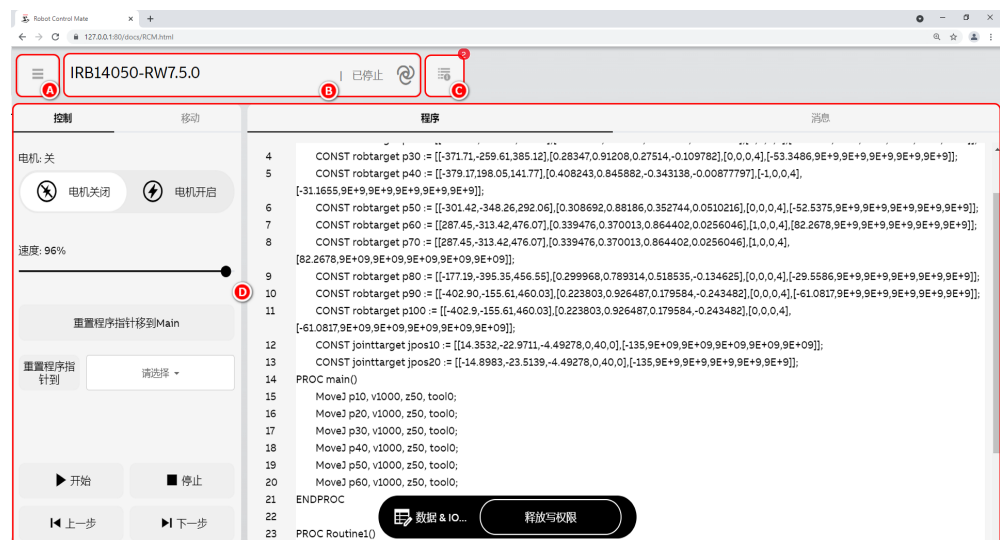 Robot Control Mate
127.0.0.1:80/docs/RCM.html
IRB14050-RW7.5.0
| 已停止
2
A
B
C
控制
移动
程序
消息
电机: 关
电机关闭
电机开启
速度: 96%
D
重置程序指针移到Main
重置程序指针到
请选择
开始
停止
上一步
下一步
4 CONST robtarget p30 := [[-371.71,-259.61,385.12],[0.28347,0.91208,0.27514,-0.109782],[0,0,0,4],[-53.3486,9E+9,9E+9,9E+9,9E+9,9E+9]];
5 CONST robtarget p40 := [[-379.17,198.05,141.77],[0.408243,0.845882,-0.343138,-0.00877797],[-1,0,0,4],
[-31.1655,9E+9,9E+9,9E+9,9E+9,9E+9]];
6 CONST robtarget p50 := [[-301.42,-348.26,292.06],[0.308692,0.88186,0.352744,0.0510216],[0,0,0,4],[-52.5375,9E+9,9E+9,9E+9,9E+9,9E+9]];
7 CONST robtarget p60 := [[287.45,-313.42,476.07],[0.339476,0.370013,0.864402,0.0256046],[1,0,0,4],[82.2678,9E+9,9E+9,9E+9,9E+9,9E+9]];
8 CONST robtarget p70 := [[287.45,-313.42,476.07],[0.339476,0.370013,0.864402,0.0256046],[1,0,0,4],
[82.2678,9E+09,9E+09,9E+09,9E+09,9E+09]];
9 CONST robtarget p80 := [[-177.19,-395.35,456.55],[0.299968,0.789314,0.518535,-0.134625],[0,0,0,4],[-29.5586,9E+9,9E+9,9E+9,9E+9,9E+9]];
10 CONST robtarget p90 := [[-402.90,-155.61,460.03],[0.223803,0.926487,0.179584,-0.243482],[0,0,0,4],[-61.0817,9E+9,9E+9,9E+9,9E+9,9E+9]];
11 CONST robtarget p100 := [[-402.9,-155.61,460.03],[0.223803,0.926487,0.179584,-0.243482],[0,0,0,4],
[-61.0817,9E+09,9E+09,9E+09,9E+09,9E+09]];
12 CONST jointtarget jpos10 := [[14.3532,-22.9711,-4.49278,0,40,0],[-135,9E+09,9E+09,9E+09,9E+09,9E+09]];
13 CONST jointtarget jpos20 := [[-14.8983,-23.5139,-4.49278,0,40,0],[-135,9E+9,9E+9,9E+9,9E+9,9E+9]];
14 PROC main()
15 MoveJ p10, v1000, z50, tool0;
16 MoveJ p20, v1000, z50, tool0;
17 MoveJ p30, v1000, z50, tool0;
18 MoveJ p40, v1000, z50, tool0;
19 MoveJ p50, v1000, z50, tool0;
20 MoveJ p60, v1000, z50, tool0;
21 ENDPROC
22
23 PROC Routine1()
数据 & IO...
释放写权限